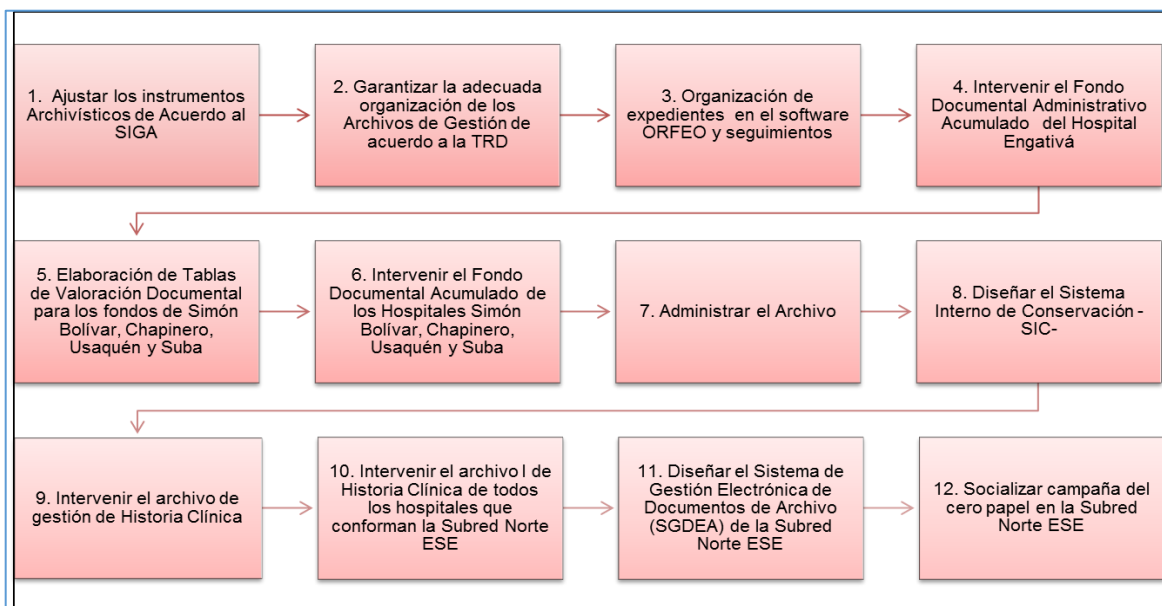 1. Ajustar los instrumentos
Archivísticos de Acuerdo al
SIGA
2. Garantizar la adecuada
organización de los
Archivos de Gestión de
acuerdo a la TRD
3. Organización de
expedientes en el software
ORFEO y seguimientos
4. Intervenir el Fondo
Documental Administrativo
Acumulado del Hospital
Engativá
5. Elaboración de Tablas
de Valoración Documental
para los fondos de Simón
Bolívar, Chapinero,
Usaquén y Suba
6. Intervenir el Fondo
Documental Acumulado de
los Hospitales Simón
Bolívar, Chapinero,
Usaquén y Suba
7. Administrar el Archivo
8. Diseñar el Sistema
Interno de Conservación -
SIC-
9. Intervenir el archivo de
gestión de Historia Clínica
10. Intervenir el archivo I de
Historia Clínica de todos
los hospitales que
conforman la Subred Norte
ESE
11. Diseñar el Sistema de
Gestión Electrónica de
Documentos de Archivo
(SGDEA) de la Subred
Norte ESE
12. Socializar campaña del
cero papel en la Subred
Norte ESE